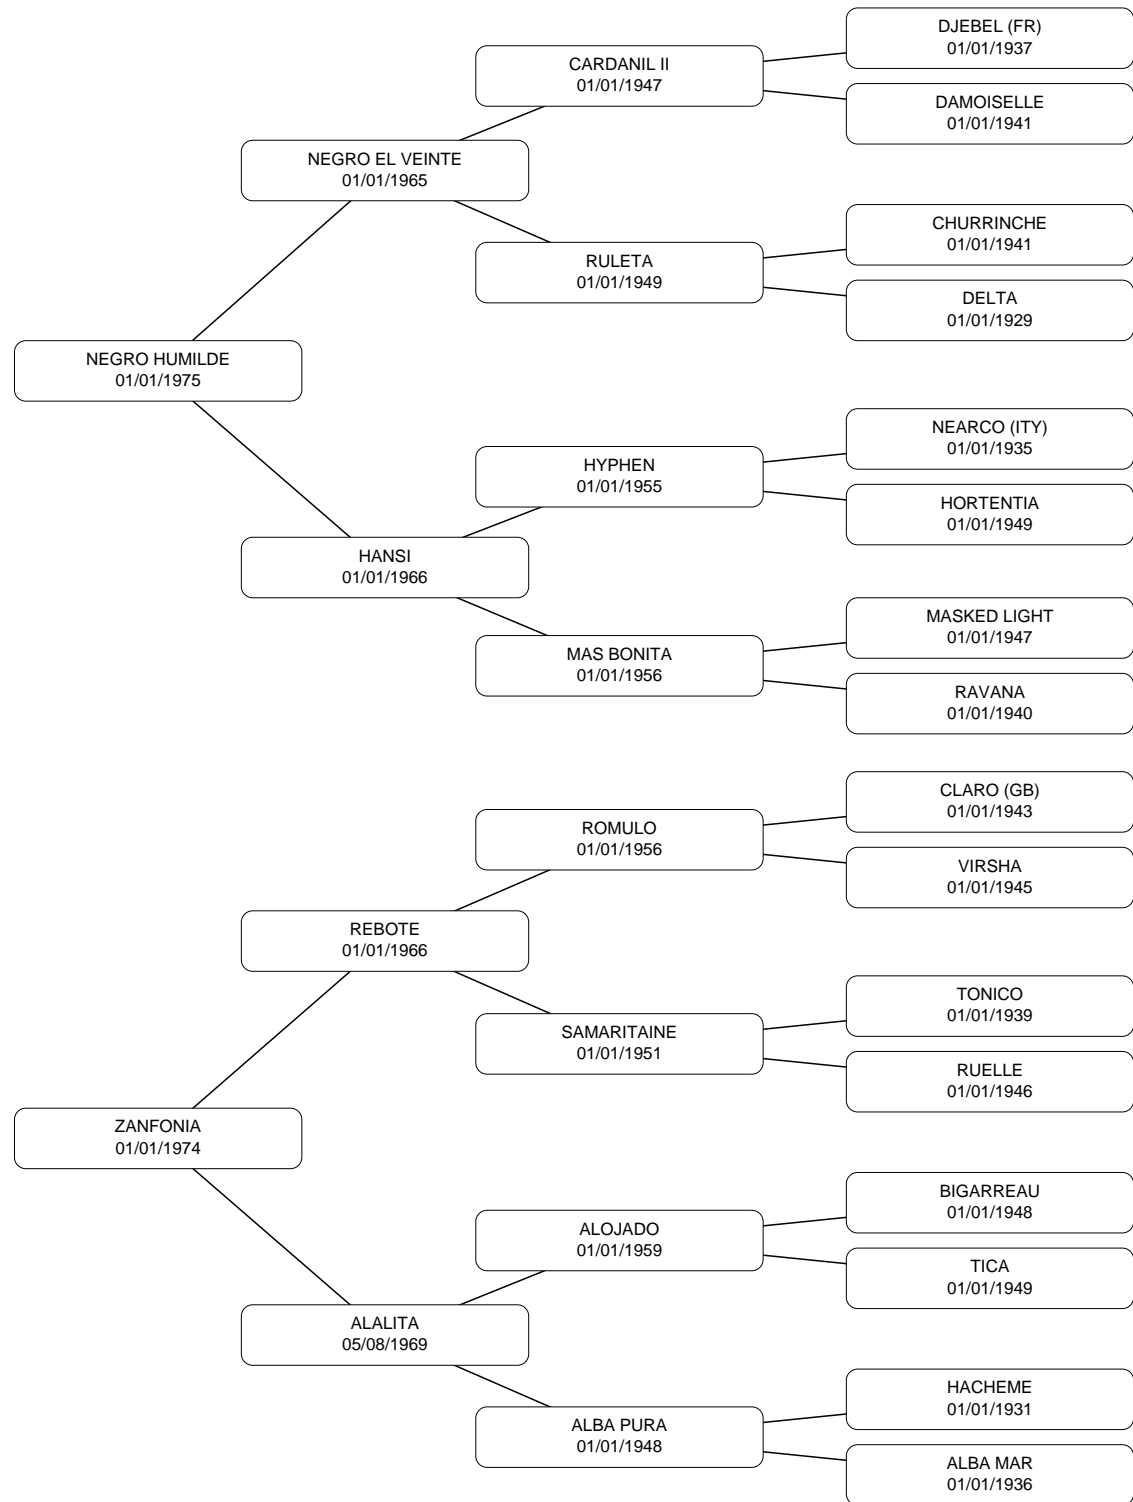 DJEBEL (FR)
01/01/1937
CARDANIL II
01/01/1947
DAMOISELLE
01/01/1941
NEGRO EL VEINTE
01/01/1965
CHURRINCHE
01/01/1941
RULETA
01/01/1949
DELTA
01/01/1929
NEGRO HUMILDE
01/01/1975
NEARCO (ITY)
01/01/1935
HYPHEN
01/01/1955
HORTENTIA
01/01/1949
HANSI
01/01/1966
MASKED LIGHT
01/01/1947
MAS BONITA
01/01/1956
RAVANA
01/01/1940
CLARO (GB)
01/01/1943
ROMULO
01/01/1956
VIRSHA
01/01/1945
REBOTE
01/01/1966
TONICO
01/01/1939
SAMARITAINE
01/01/1951
RUELLE
01/01/1946
ZANFONIA
01/01/1974
BIGARREAU
01/01/1948
ALOJADO
01/01/1959
TICA
01/01/1949
ALALITA
05/08/1969
HACHEME
01/01/1931
ALBA PURA
01/01/1948
ALBA MAR
01/01/1936